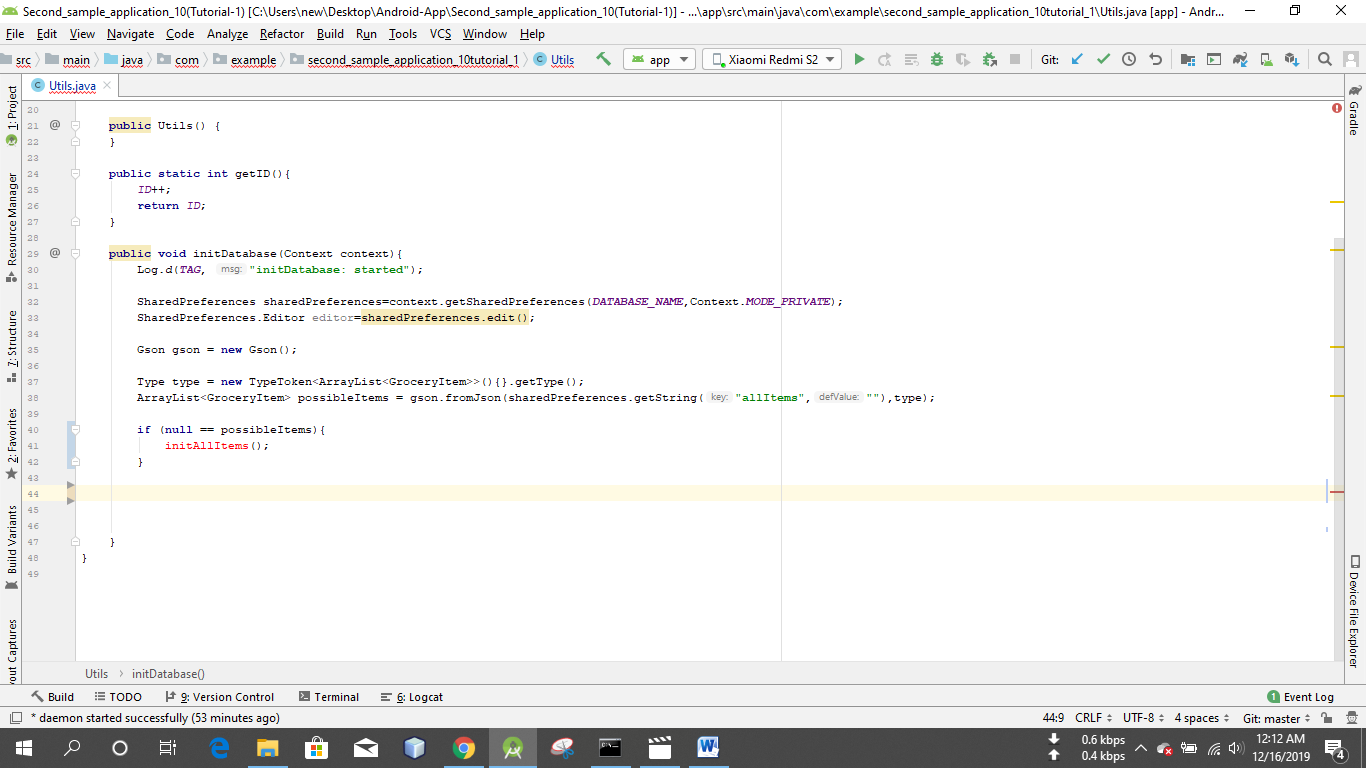 Second_sample_application_10(Tutorial-1) [C:\Users\new\Desktop\Android-App\Second_sample_application_10(Tutorial-1)] - ...\app\src\main\java\com\example\second_sample_application_10tutorial_1\Utils.java [app] - Andr...
File Edit View Navigate Code Analyze Refactor Build Run Tools VCS Window Help
src main java com example second_sample_application_10tutorial_1 Utils app Xiaomi Redmi S2 Git:
Utils.java
1: Project
Resource Manager
7: Structure
2: Favorites
Build Variants
out Captures
20
21 @ public Utils() {
22 }
23
24 public static int getID(){
25 ID++;
26 return ID;
27 }
28
29 @ public void initDatabase(Context context){
30 Log.d(TAG, msg: "initDatabase: started");
31
32 SharedPreferences sharedPreferences=context.getSharedPreferences(DATABASE_NAME,Context.MODE_PRIVATE);
33 SharedPreferences.Editor editor=sharedPreferences.edit();
34
35 Gson gson = new Gson();
36
37 Type type = new TypeToken<ArrayList<GroceryItem>>(){}.getType();
38 ArrayList<GroceryItem> possibleItems = gson.fromJson(sharedPreferences.getString( key: "allItems", defValue: ""),type);
39
40 if (null == possibleItems){
41 initAllItems();
42 }
43
44
45
46
47 }
48 }
49
Gradle
Device File Explorer
Utils initDatabase()
Build TODO 9: Version Control Terminal 6: Logcat 1 Event Log
* daemon started successfully (53 minutes ago) 44:9 CRLF UTF-8 4 spaces Git: master
0.6 kbps
0.4 kbps
12:12 AM
12/16/2019
4